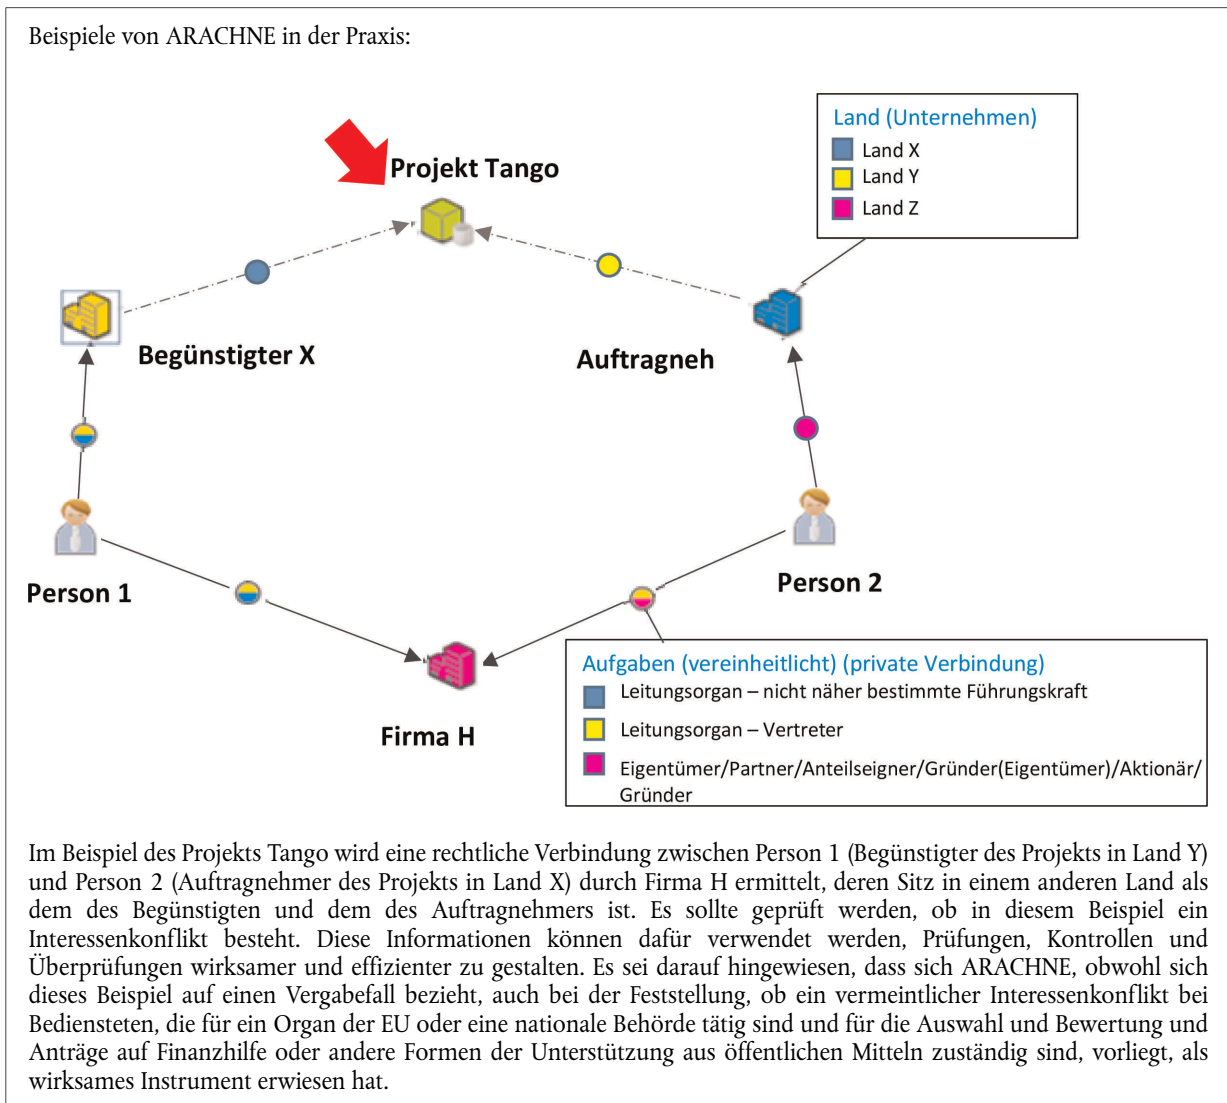 Beispiele von ARACHNE in der Praxis:
Projekt Tango
Land (Unternehmen)
Land X
Land Y
Land Z
Begünstigter X
Auftragneh
Person 1
Person 2
Firma H
Aufgaben (vereinheitlicht) (private Verbindung)
Leitungsorgan – nicht näher bestimmte Führungskraft
Leitungsorgan – Vertreter
Eigentümer/Partner/Anteilseigner/Gründer(Eigentümer)/Aktionär/
Gründer
Im Beispiel des Projekts Tango wird eine rechtliche Verbindung zwischen Person 1 (Begünstigter des Projekts in Land Y)
und Person 2 (Auftragnehmer des Projekts in Land X) durch Firma H ermittelt, deren Sitz in einem anderen Land als
dem des Begünstigten und dem des Auftragnehmers ist. Es sollte geprüft werden, ob in diesem Beispiel ein
Interessenkonflikt besteht. Diese Informationen können dafür verwendet werden, Prüfungen, Kontrollen und
Überprüfungen wirksamer und effizienter zu gestalten. Es sei darauf hingewiesen, dass sich ARACHNE, obwohl sich
dieses Beispiel auf einen Vergabefall bezieht, auch bei der Feststellung, ob ein vermeintlicher Interessenkonflikt bei
Bediensteten, die für ein Organ der EU oder eine nationale Behörde tätig sind und für die Auswahl und Bewertung und
Anträge auf Finanzhilfe oder andere Formen der Unterstützung aus öffentlichen Mitteln zuständig sind, vorliegt, als
wirksames Instrument erwiesen hat.